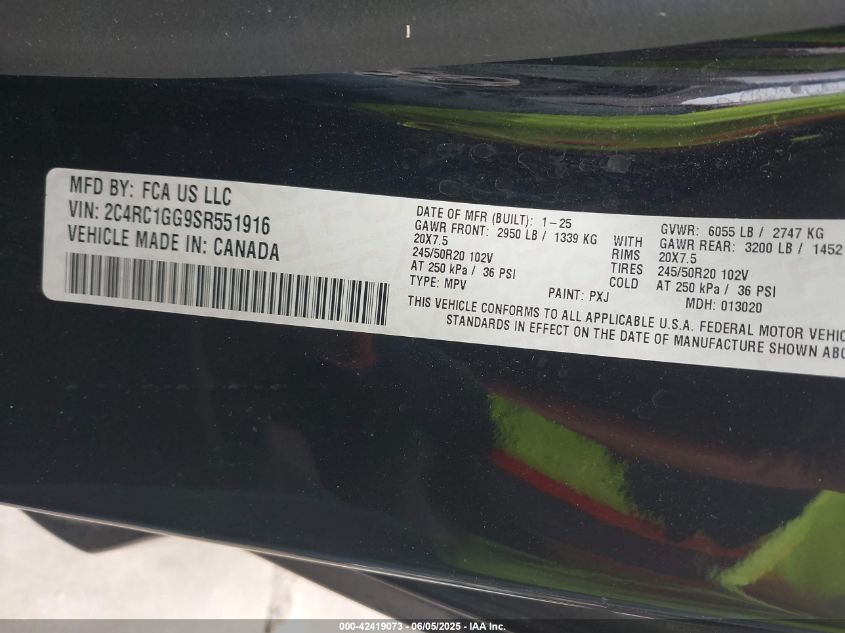 MFD BY: FCA US LLC
VIN: 2C4RC1GG9SR551916
VEHICLE MADE IN: CANADA
DATE OF MFR (BUILT): 1-25
GVWR: 6055 LB / 2747 KG
GAWR FRONT: 2950 LB / 1339 KG WITH GAWR REAR: 3200 LB / 1452
20X7.5 RIMS 20X7.5
245/50R20 102V TIRES 245/50R20 102V
AT 250 kPa / 36 PSI COLD AT 250 kPa / 36 PSI
TYPE: MPV PAINT: PXJ MDH: 013020
THIS VEHICLE CONFORMS TO ALL APPLICABLE U.S.A. FEDERAL MOTOR VEHIC
STANDARDS IN EFFECT ON THE DATE OF MANUFACTURE SHOWN ABO
000-42419073 - 06/05/2025 - IAA Inc.